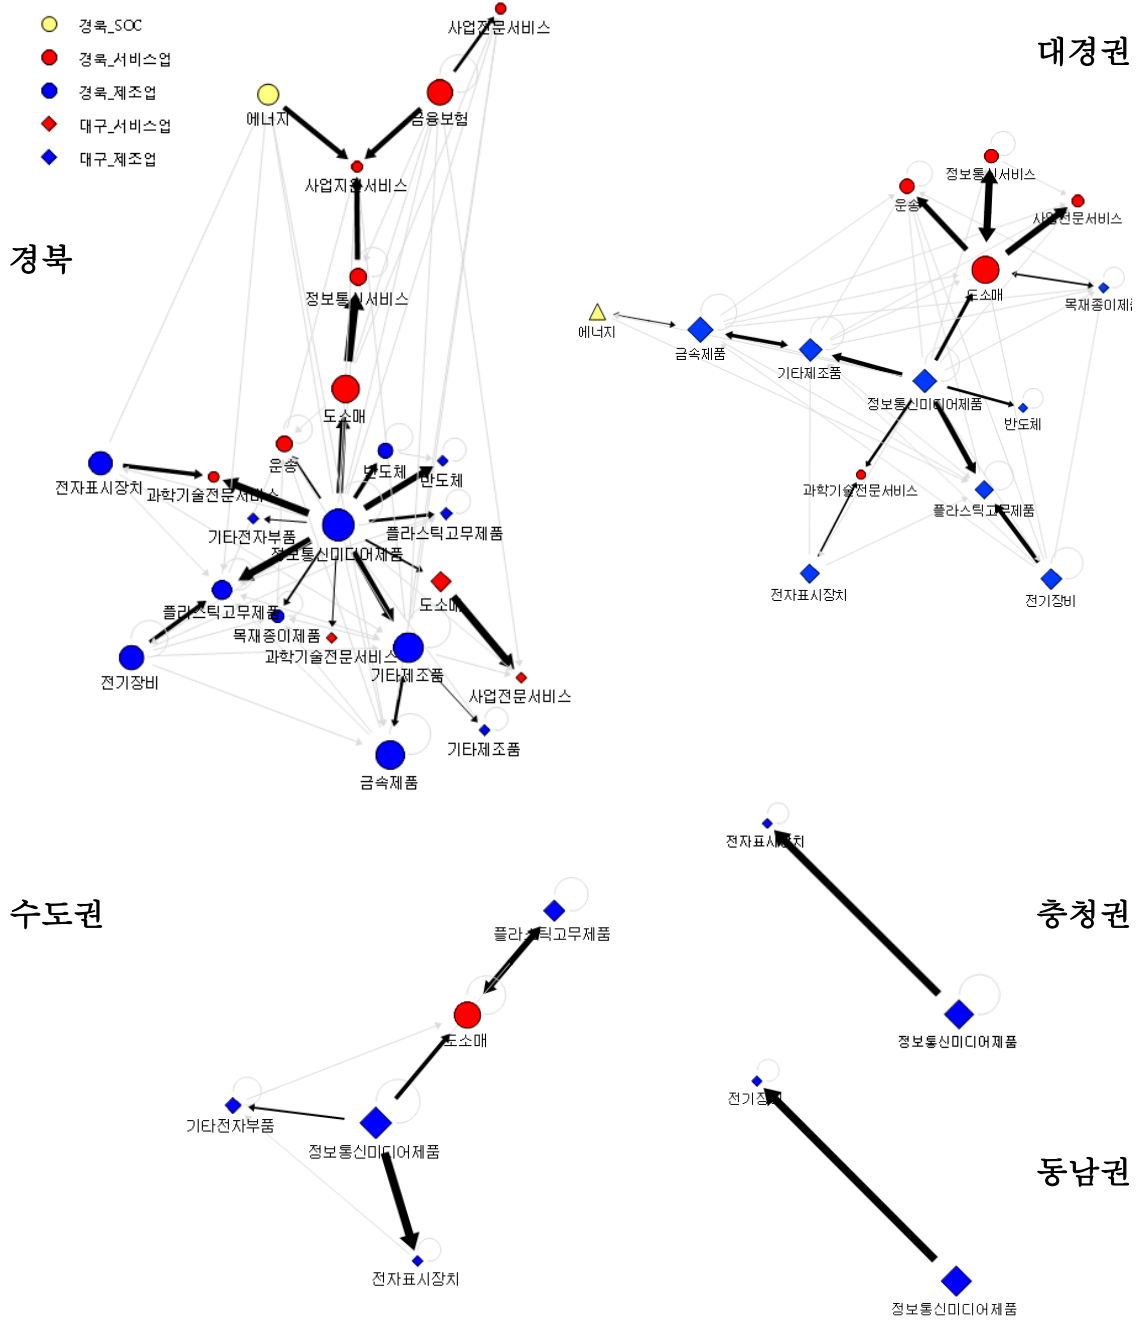 경북_SOC
경북_서비스업
경북_제조업
대구_서비스업
대구_제조업
경북
사업전문서비스
에너지
금융보험
사업지원서비스
정보통신서비스
도소매
운송
반도체
반도체
전자표시장치
과학기술전문서비스
기타전자부품
플라스틱고무제품
정보통신미디어제품
플라스틱고무제품
도소매
목재종이제품
과학기술전문서비스
기타제조품
전기장비
사업전문서비스
기타제조품
금속제품
대경권
정보통신서비스
운송
사업전문서비스
도소매
목재종이제품
에너지
금속제품
기타제조품
정보통신미디어제품
반도체
과학기술전문서비스
플라스틱고무제품
전자표시장치
전기장비
수도권
플라스틱고무제품
도소매
기타전자부품
정보통신미디어제품
전자표시장치
충청권
전자표시장치
정보통신미디어제품
동남권
전기장비
정보통신미디어제품